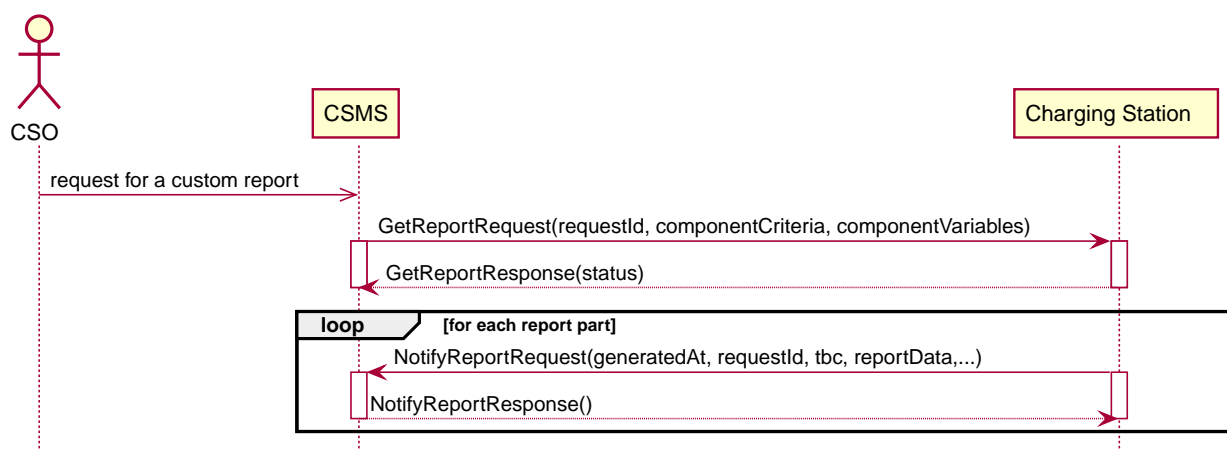 CSO
CSMS
Charging Station
request for a custom report
GetReportRequest(requestId, componentCriteria, componentVariables)
GetReportResponse(status)
loop
[for each report part]
NotifyReportRequest(generatedAt, requestId, tbc, reportData,...)
NotifyReportResponse()